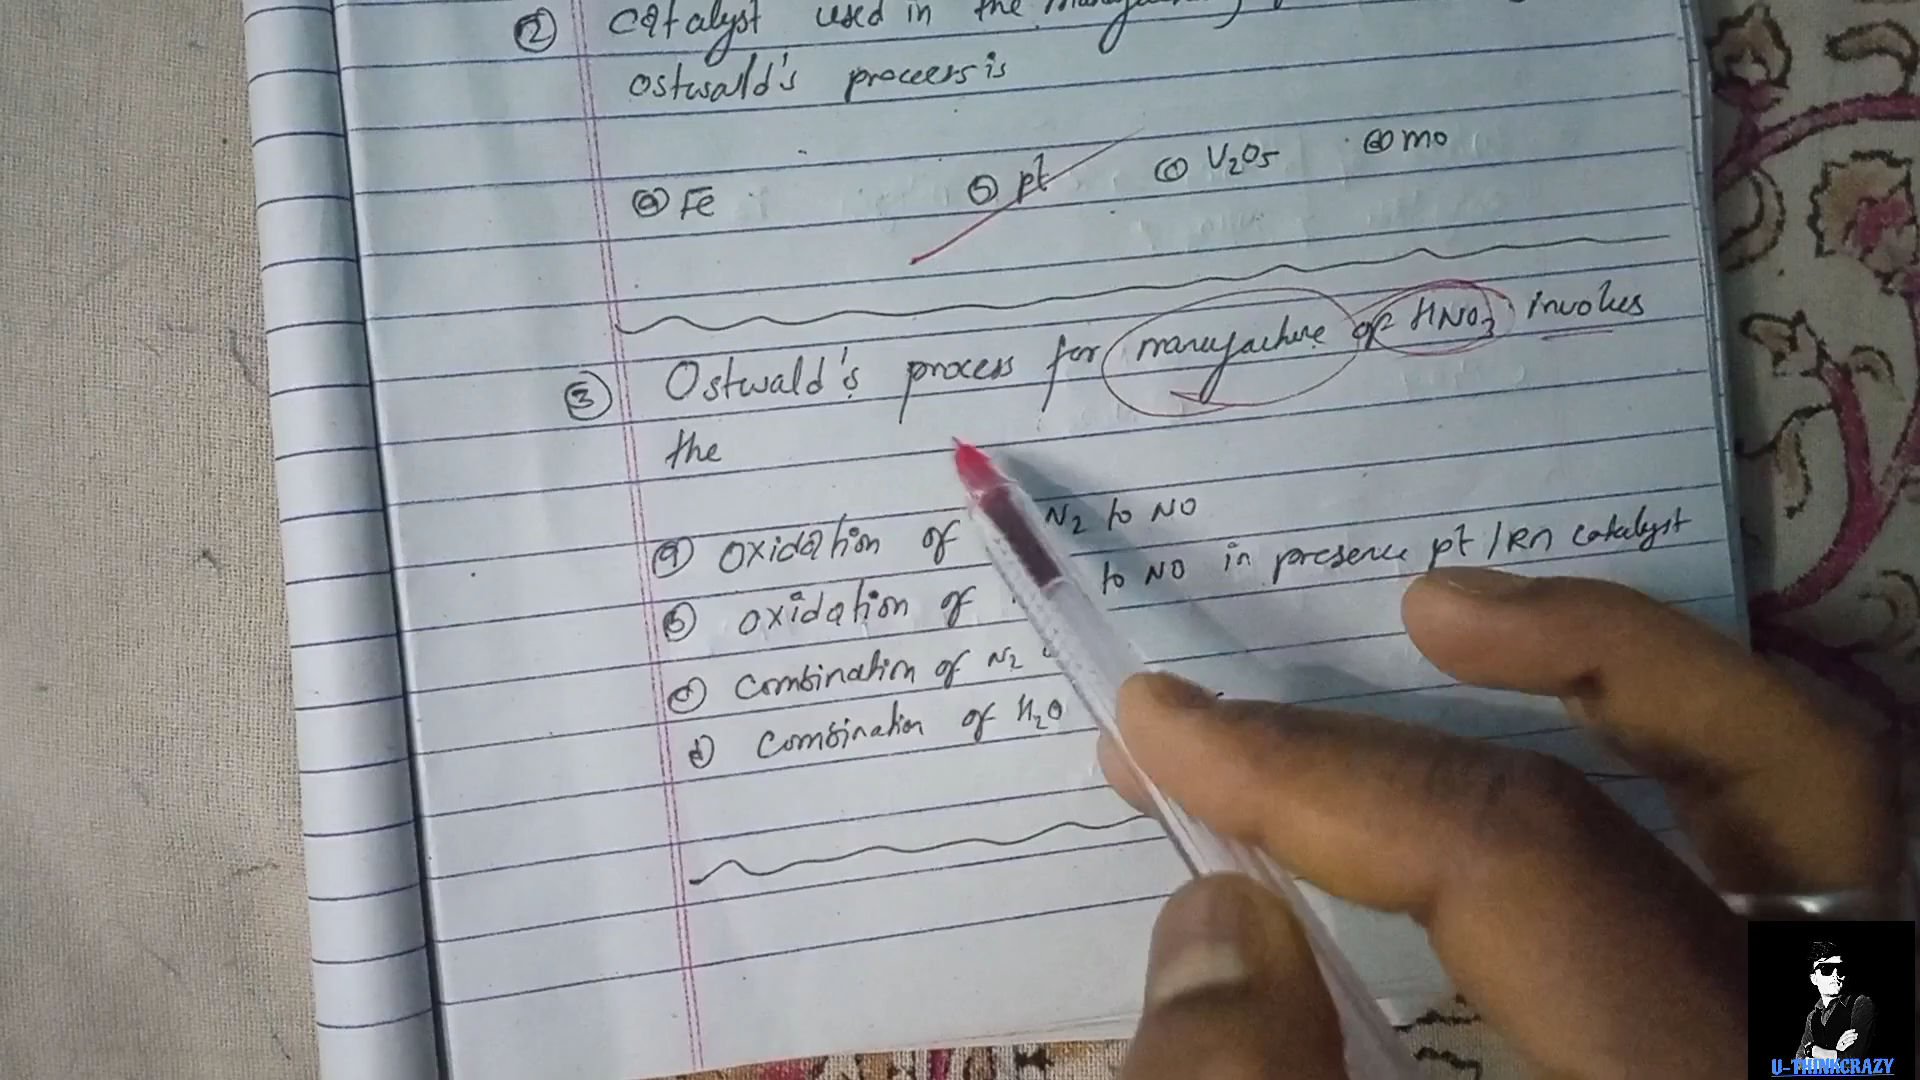 ② Catalyst used in the
Ostwald's process is
ⓐ Fe ⓑ pt ⓒ V₂O₅ ⓓ mo
③ Ostwald's process for manufacture of HNO₃ involves
the
ⓐ oxidation of N₂ to NO
ⓑ oxidation of to NO in presence pt / Rn catalyst
ⓒ Combination of N₂
ⓓ Combination of H₂O
U-THINKCRAZY